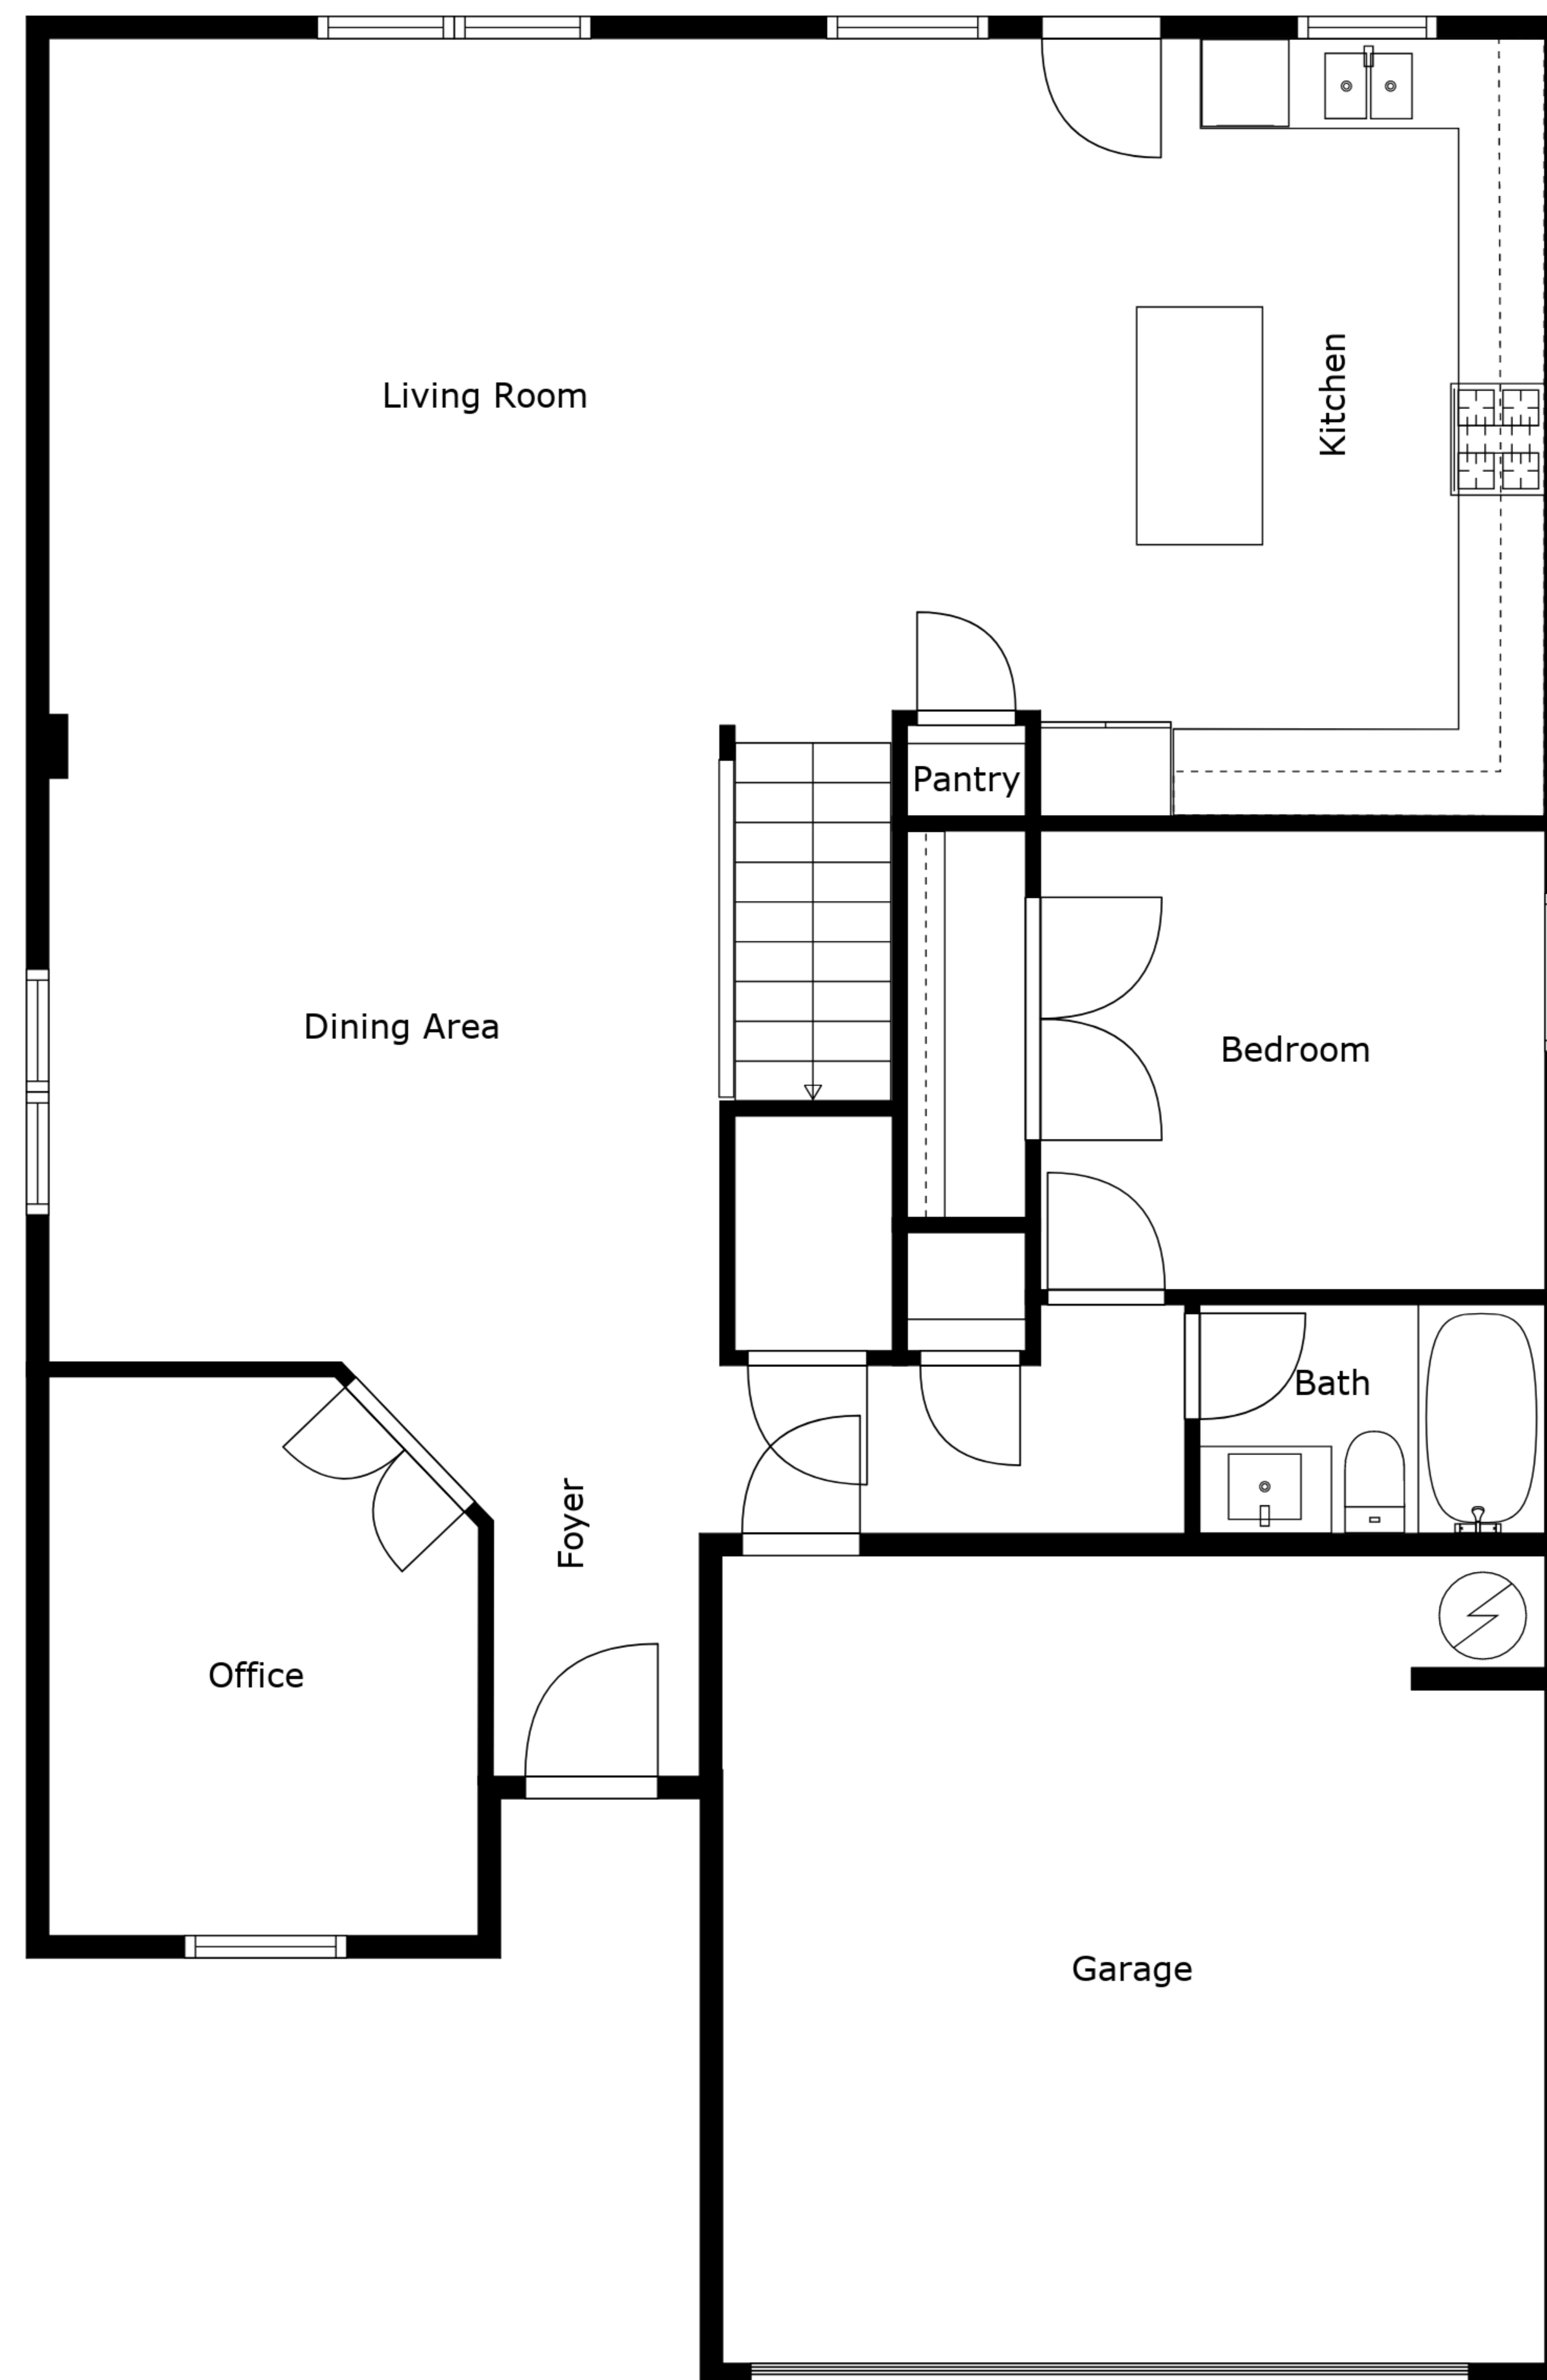 Living Room
Kitchen
Pantry
Dining Area
Bedroom
Bath
Foyer
Office
Garage